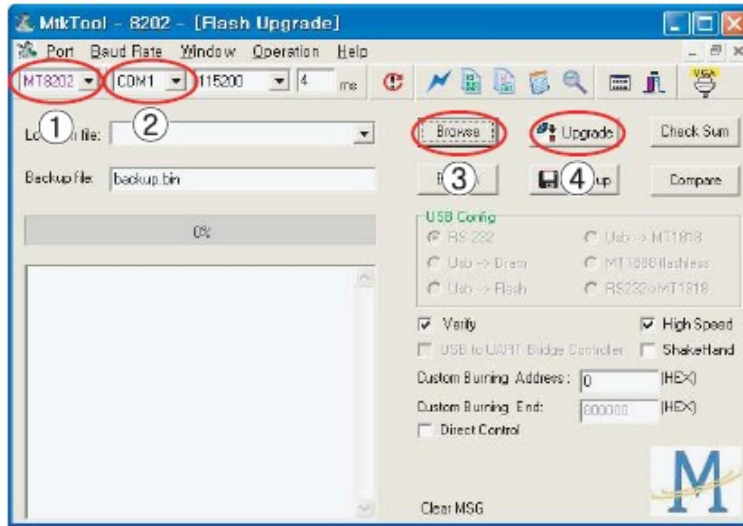 MtkTool - 8202 - [Flash Upgrade]
Port Baud Rate Window Operation Help
MT8202 COM1 115200 4 ms
VGA
1 2
file:
Browse Upgrade Check Sum
Backup file: backup.bin
3 4 up Compare
0%
USB Config
RS-232 Usb -> MT1818
Usb -> Dram MT1888 flashless
Usb -> Flash RS232->MT1818
Verify High Speed
USB to UART Bridge Controller ShakeHand
Custom Burning Address: 0 (HEX)
Custom Burning End: 800000 (HEX)
Direct Control
M
Clear MSG